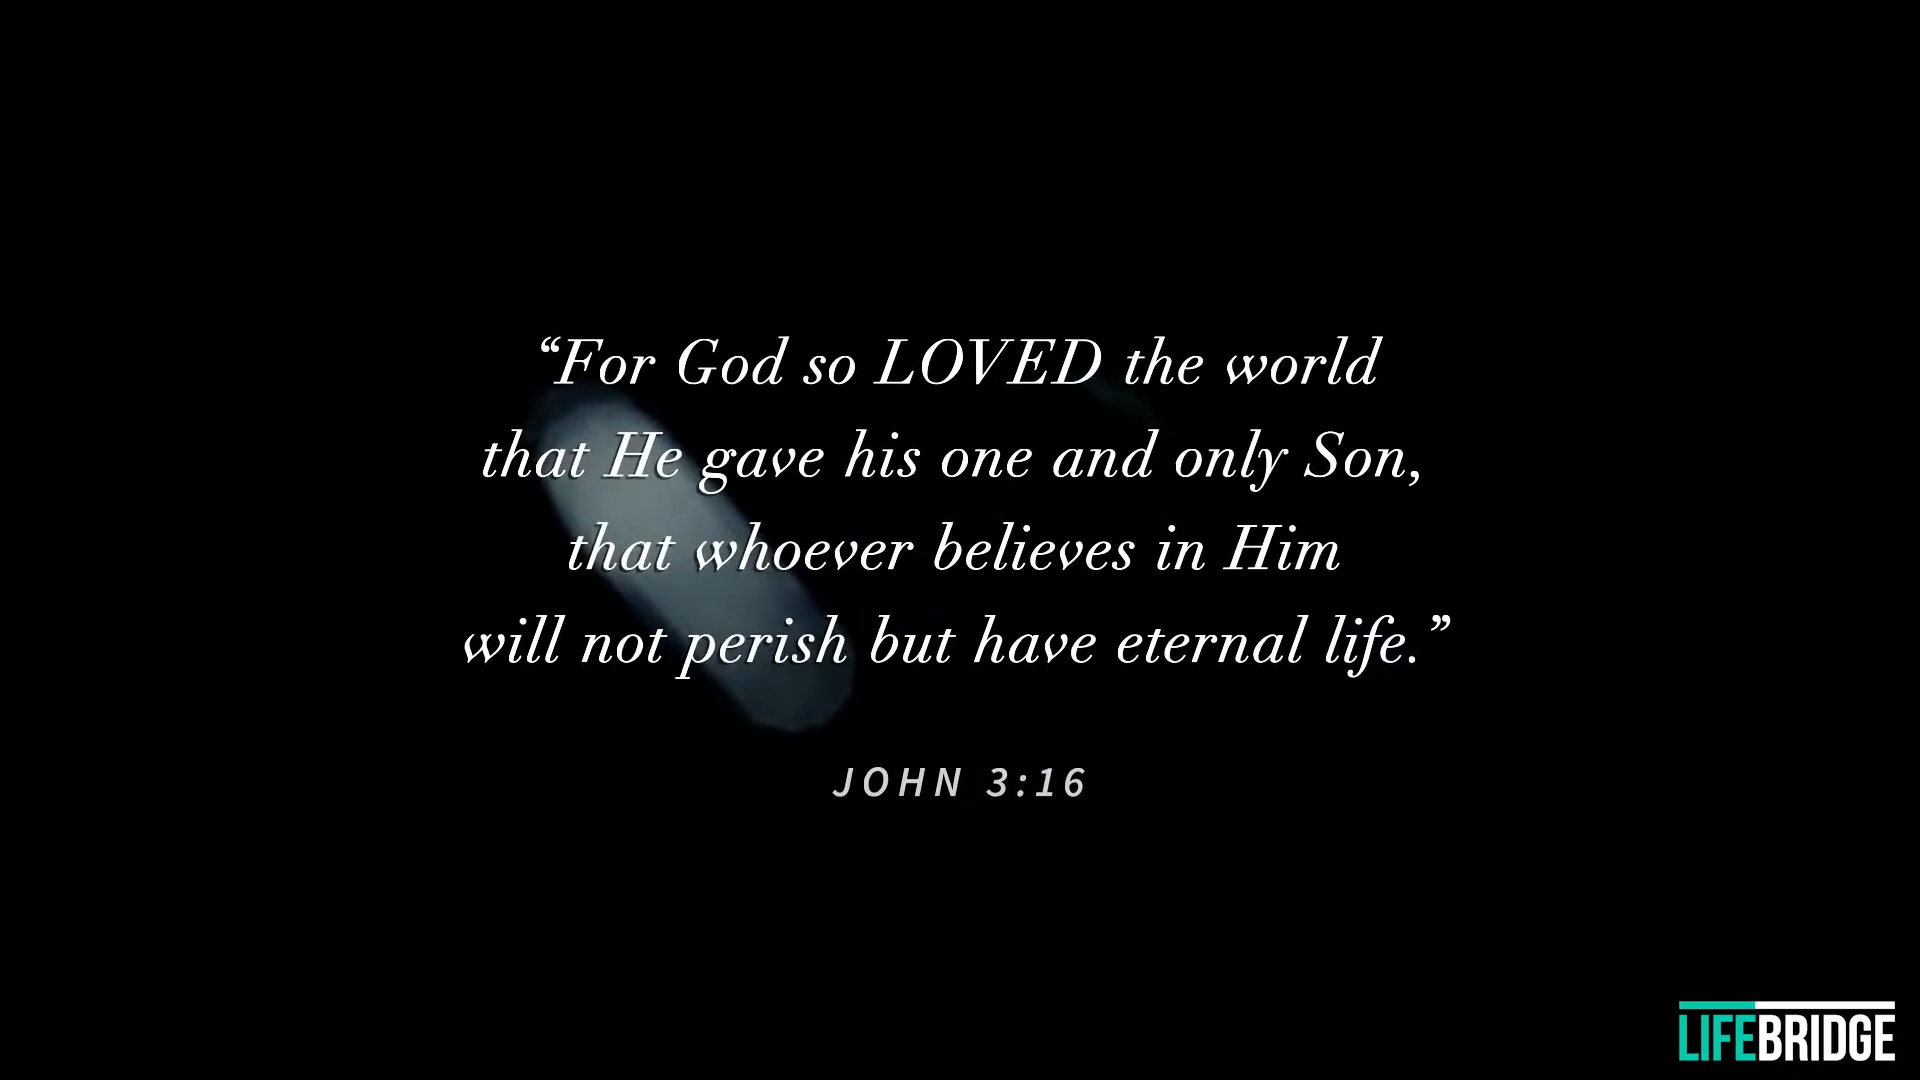 “For God so LOVED the world
that He gave his one and only Son,
that whoever believes in Him
will not perish but have eternal life.”
JOHN 3:16
LIFEBRIDGE